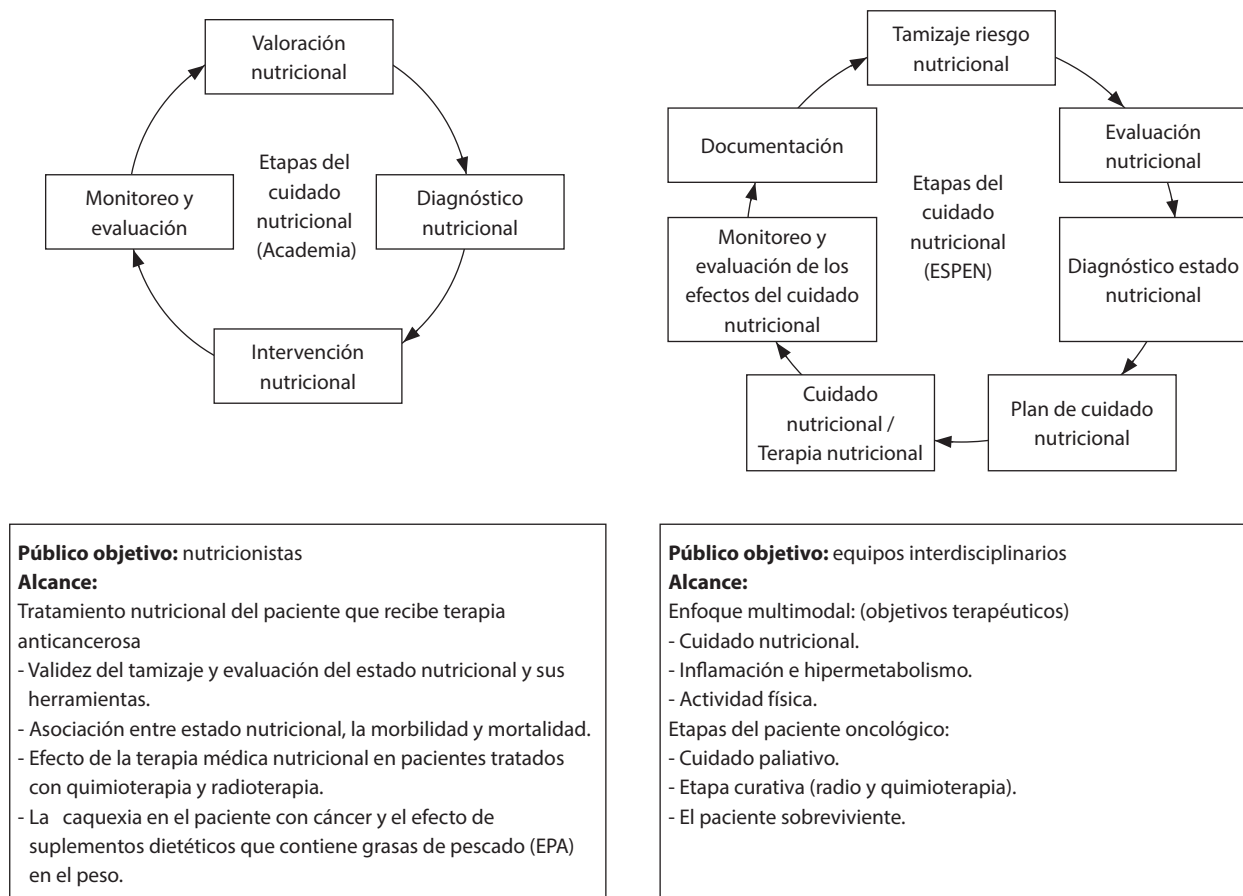 Valoración
nutricional
Diagnóstico
nutricional
Intervención
nutricional
Monitoreo y
evaluación
Etapas del
cuidado
nutricional
(Academia)
Tamizaje riesgo
nutricional
Evaluación
nutricional
Diagnóstico estado
nutricional
Plan de cuidado
nutricional
Cuidado
nutricional /
Terapia nutricional
Monitoreo y
evaluación de los
efectos del cuidado
nutricional
Documentación
Etapas del
cuidado
nutricional
(ESPEN)
Público objetivo: nutricionistas
Alcance:
Tratamiento nutricional del paciente que recibe terapia
anticancerosa
- Validez del tamizaje y evaluación del estado nutricional y sus
herramientas.
- Asociación entre estado nutricional, la morbilidad y mortalidad.
- Efecto de la terapia médica nutricional en pacientes tratados
con quimioterapia y radioterapia.
- La caquexia en el paciente con cáncer y el efecto de
suplementos dietéticos que contiene grasas de pescado (EPA)
en el peso.
Público objetivo: equipos interdisciplinarios
Alcance:
Enfoque multimodal: (objetivos terapéuticos)
- Cuidado nutricional.
- Inflamación e hipermetabolismo.
- Actividad física.
Etapas del paciente oncológico:
- Cuidado paliativo.
- Etapa curativa (radio y quimioterapia).
- El paciente sobreviviente.